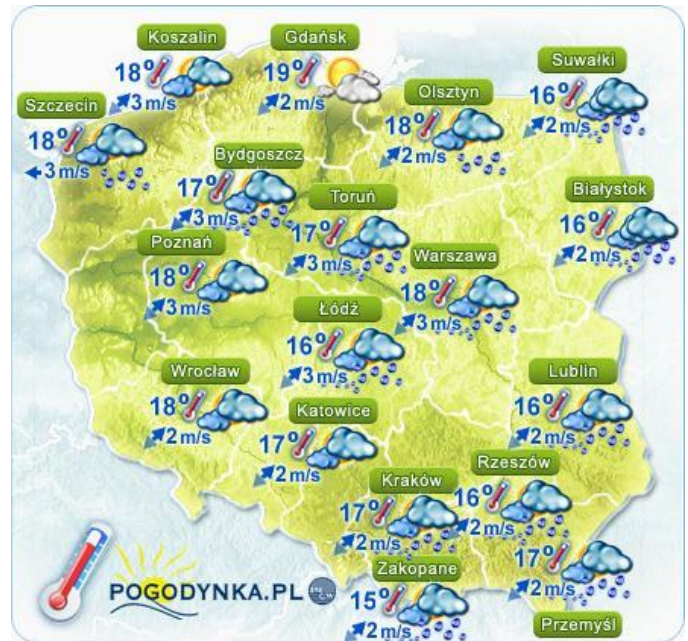 Koszalin
18°
3 m/s
Gdańsk
19°
2 m/s
Suwałki
16°
2 m/s
Szczecin
18°
3 m/s
Olsztyn
18°
2 m/s
Bydgoszcz
17°
3 m/s
Toruń
17°
3 m/s
Białystok
16°
2 m/s
Poznań
18°
3 m/s
Warszawa
18°
3 m/s
Łódź
16°
3 m/s
Wrocław
18°
2 m/s
Katowice
17°
2 m/s
Lublin
16°
2 m/s
Kraków
17°
2 m/s
Rzeszów
16°
2 m/s
Zakopane
15°
2 m/s
17°
2 m/s
Przemyśl
POGODYNKA.PL